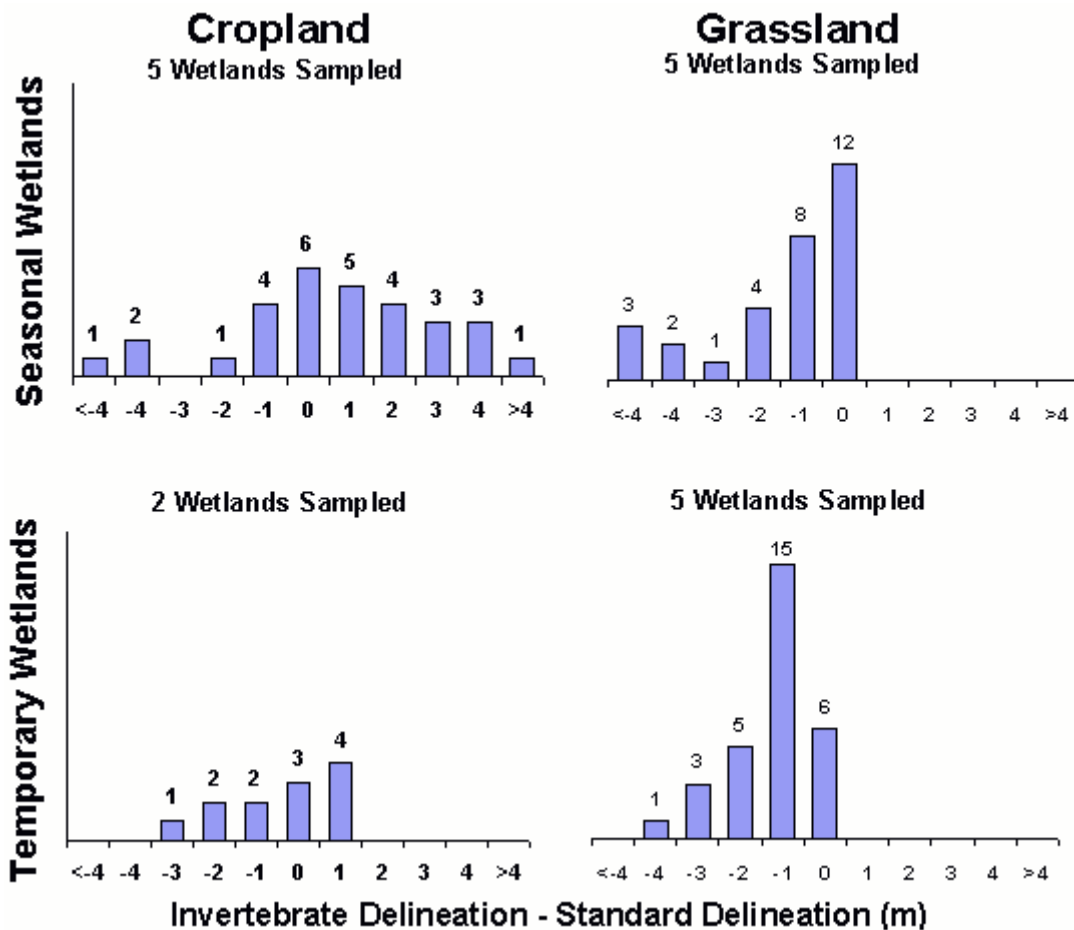 Cropland
5 Wetlands Sampled
Grassland
5 Wetlands Sampled
Seasonal Wetlands
1 2 1 4 6 5 4 3 3 1
<-4 -4 -3 -2 -1 0 1 2 3 4 >4
3 2 1 4 8 12
<-4 -4 -3 -2 -1 0 1 2 3 4 >4
Temporary Wetlands
2 Wetlands Sampled
1 2 2 3 4
<-4 -4 -3 -2 -1 0 1 2 3 4 >4
5 Wetlands Sampled
1 3 5 15 6
<-4 -4 -3 -2 -1 0 1 2 3 4 >4
Invertebrate Delineation - Standard Delineation (m)